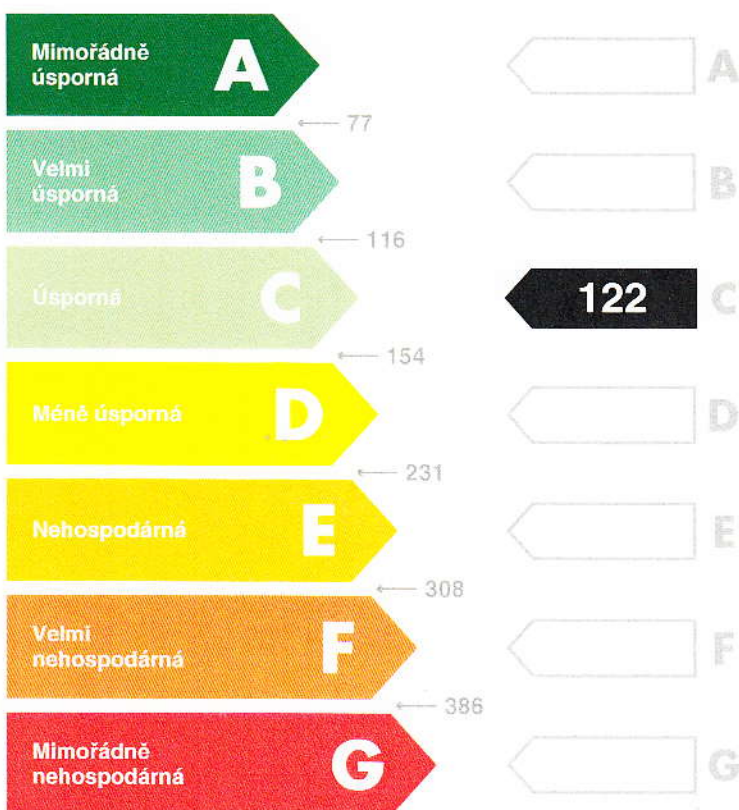 Mimořádně
úsporná
A
A
← 77
Velmi
úsporná
B
B
← 116
Úsporná
C
122
C
← 154
Méně úsporná
D
D
← 231
Nehospodárná
E
E
← 308
Velmi
nehospodárná
F
F
← 386
Mimořádně
nehospodárná
G
G